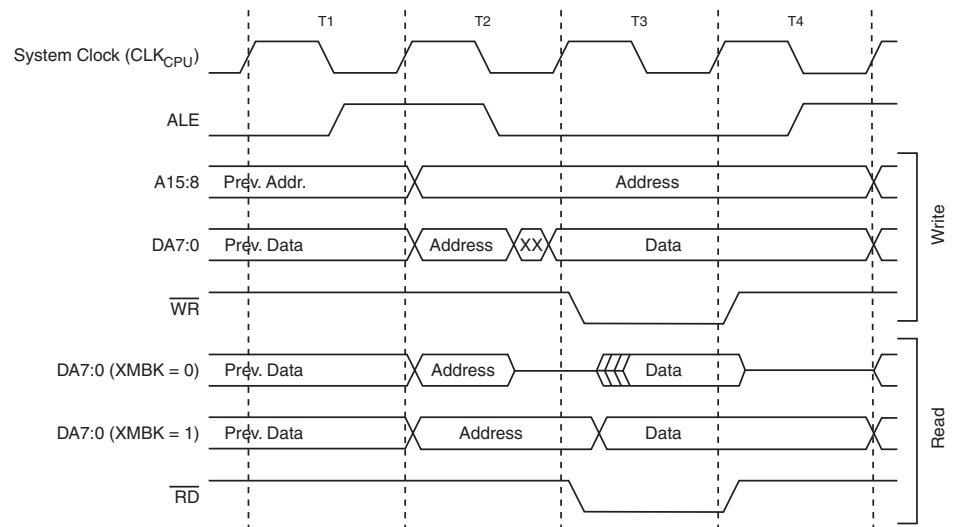 T1 T2 T3 T4
System Clock (CLKCPU)
ALE
A15:8 Prev. Addr. Address
DA7:0 Prev. Data Address XX Data
WR
Write
DA7:0 (XMBK = 0) Prev. Data Address Data
DA7:0 (XMBK = 1) Prev. Data Address Data
RD
Read